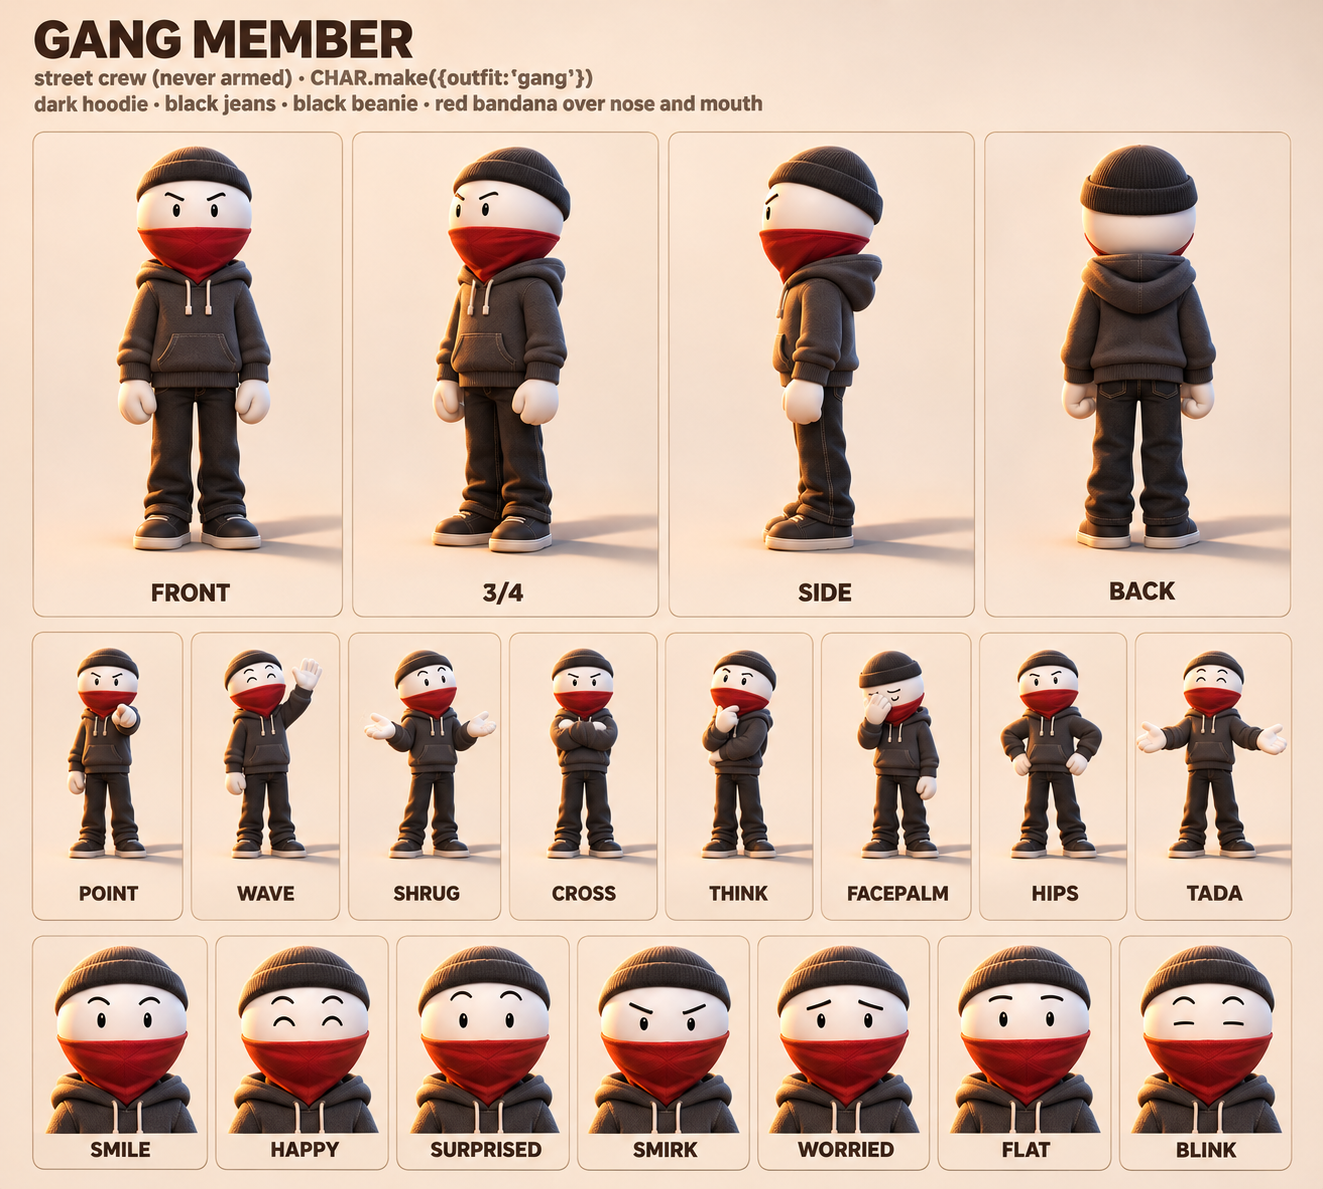 GANG MEMBER
street crew (never armed) · CHAR.make({outfit:‘gang’})
dark hoodie · black jeans · black beanie · red bandana over nose and mouth
FRONT
3/4
SIDE
BACK
POINT
WAVE
SHRUG
CROSS
THINK
FACEPALM
HIPS
TADA
SMILE
HAPPY
SURPRISED
SMIRK
WORRIED
FLAT
BLINK